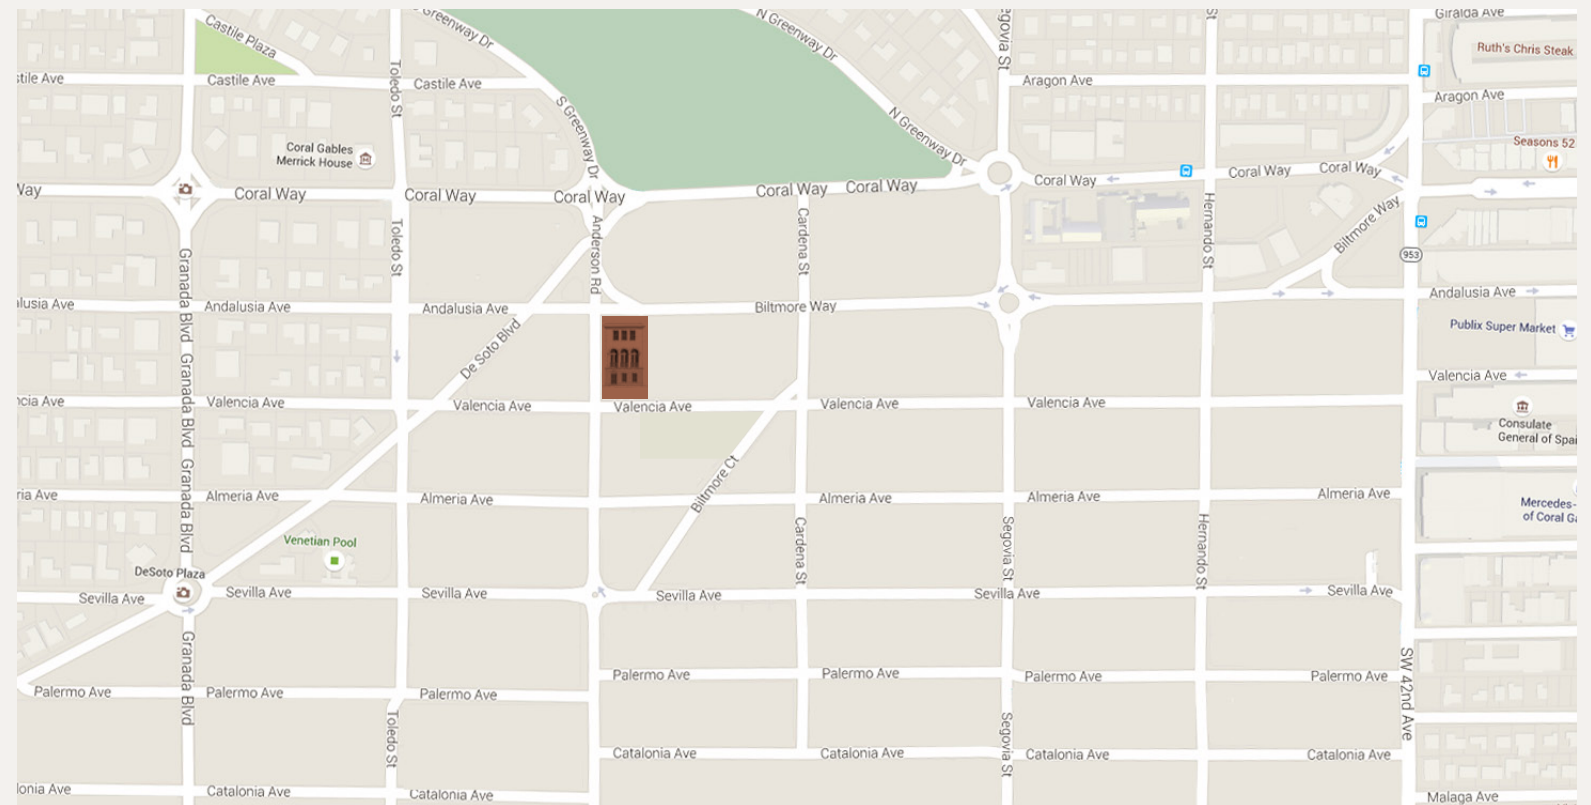 Castile Plaza
S Greenway Dr
N Greenway Dr
egovia St
St
Giralda Ave
Ruth's Chris Steak
stile Ave
Castile Ave
Toledo St
Castile Ave
S Greenway Dr
Aragon Ave
Aragon Ave
N Greenway Dr
Coral Gables
Merrick House
Seasons 52
Way
Coral Way
Coral Way
Coral Way
Coral Way
Coral Way
Coral Way
Coral Way
Coral Way
Toledo St
Anderson Rd
Cardena St
Hernando St
Biltmore Way
953
Granada Blvd
alusia Ave
Andalusia Ave
Andalusia Ave
Biltmore Way
Andalusia Ave
Publix Super Market
De Soto Blvd
Granada Blvd
Valencia Ave
ncia Ave
Valencia Ave
Valencia Ave
Valencia Ave
Valencia Ave
Valencia Ave
Consulate
General of Spai
Granada Blvd
Biltmore Ct
ria Ave
Almeria Ave
Almeria Ave
Almeria Ave
Almeria Ave
Almeria Ave
Mercedes-
of Coral Ga
Cardena St
Segovia St
Hernando St
Venetian Pool
DeSoto Plaza
Sevilla Ave
Sevilla Ave
Sevilla Ave
Sevilla Ave
Sevilla Ave
Sevilla Ave
Granada Blvd
SW 42nd Ave
Palermo Ave
Palermo Ave
Palermo Ave
Palermo Ave
Palermo Ave
Palermo Ave
Palermo Ave
Toledo St
Segovia St
Catalonia Ave
Catalonia Ave
Catalonia Ave
Catalonia Ave
lonia Ave
Catalonia Ave
Catalonia Ave
Malaga Ave